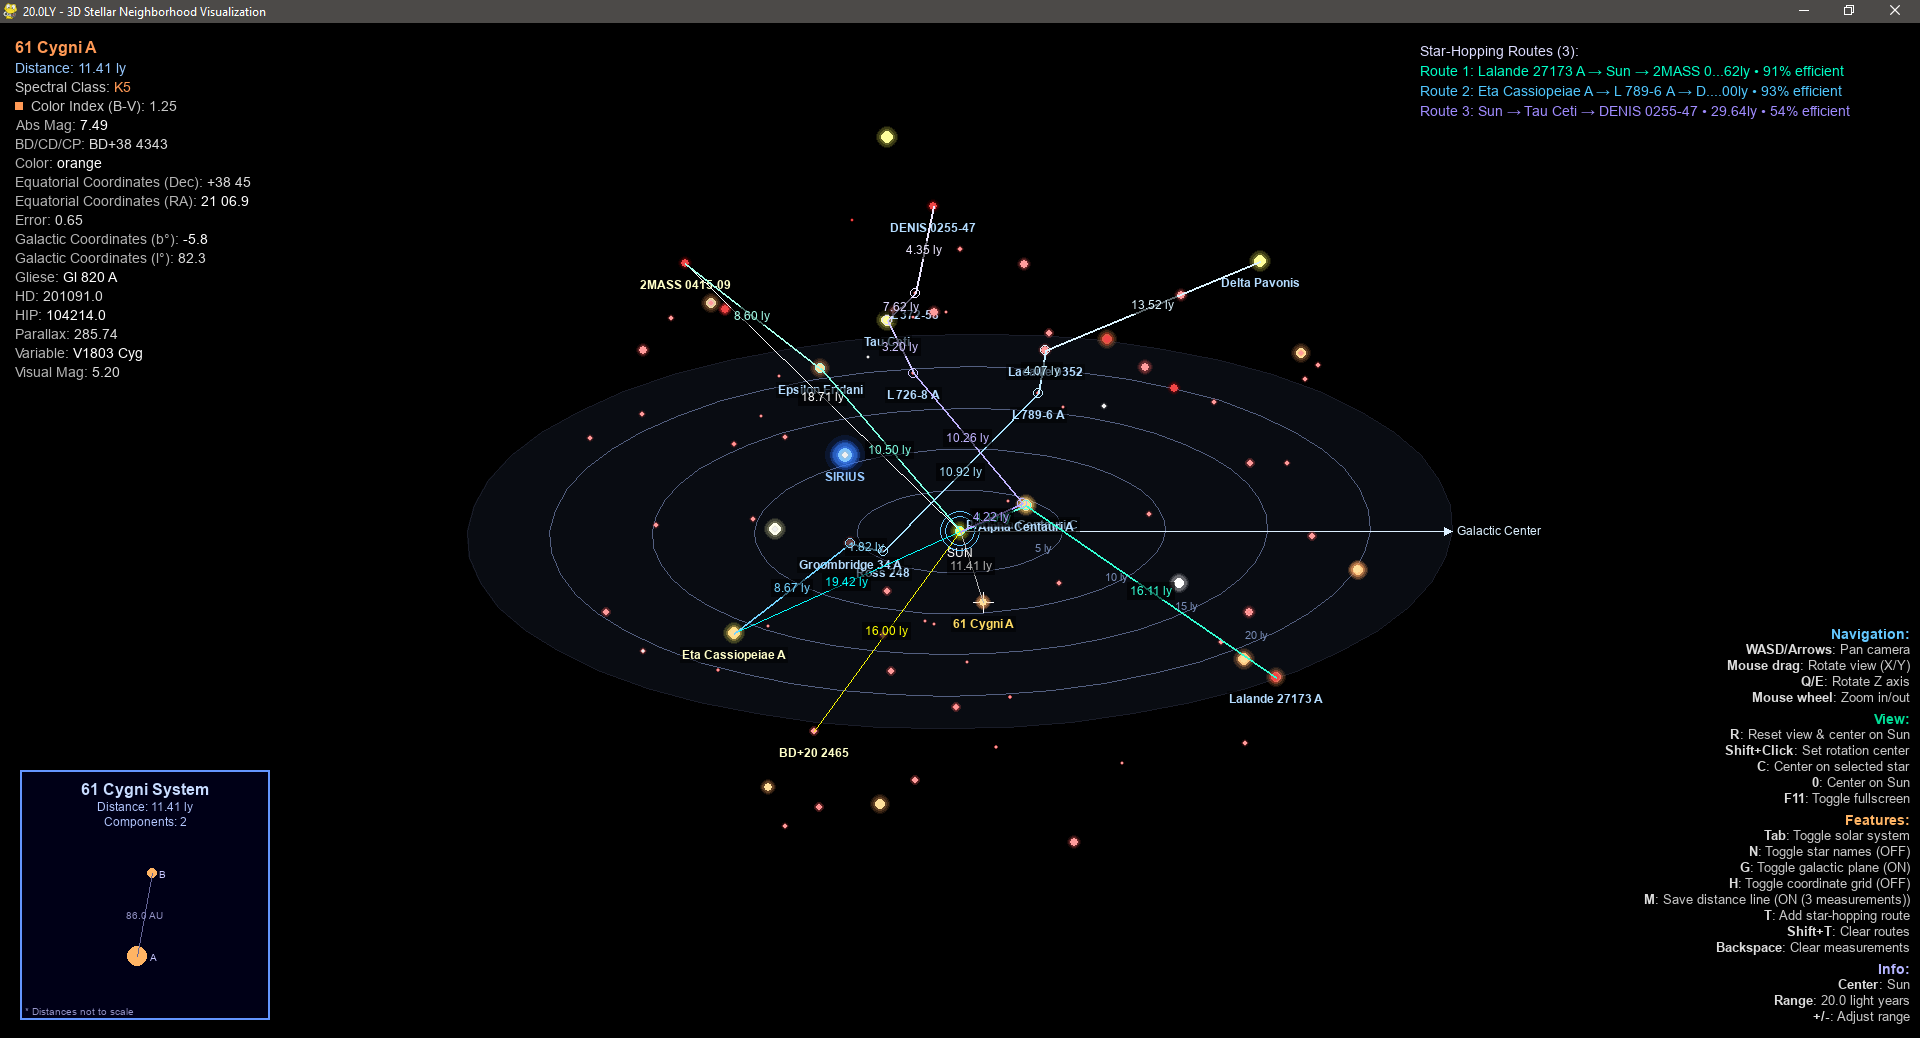 20.0LY - 3D Stellar Neighborhood Visualization
61 Cygni A
Distance: 11.41 ly
Spectral Class: K5
Color Index (B-V): 1.25
Abs Mag: 7.49
BD/CD/CP: BD+38 4343
Color: orange
Equatorial Coordinates (Dec): +38 45
Equatorial Coordinates (RA): 21 06.9
Error: 0.65
Galactic Coordinates (b°): -5.8
Galactic Coordinates (l°): 82.3
Gliese: Gl 820 A
HD: 201091.0
HIP: 104214.0
Parallax: 285.74
Variable: V1803 Cyg
Visual Mag: 5.20
Star-Hopping Routes (3):
Route 1: Lalande 27173 A → Sun → 2MASS 0...62ly • 91% efficient
Route 2: Eta Cassiopeiae A → L 789-6 A → D....00ly • 93% efficient
Route 3: Sun → Tau Ceti → DENIS 0255-47 • 29.64ly • 54% efficient
DENIS 0255-47
4.35 ly
2MASS 0415-09
8.60 ly
Delta Pavonis
13.52 ly
7.62 ly
Tau
3.20 ly
4.07 ly
Epsilon Eridani
18.71 ly
L 726-8 A
L 789-6 A
10.26 ly
10.50 ly
10.92 ly
SIRIUS
4.22 ly
Alpha Centauri A
Galactic Center
SUN
5 ly
1.82 ly
11.41 ly
Groombridge 34 A
Ross 248
19.42 ly
8.67 ly
10 ly
16.11 ly
15 ly
61 Cygni A
16.00 ly
20 ly
Eta Cassiopeiae A
Lalande 27173 A
BD+20 2465
61 Cygni System
Distance: 11.41 ly
Components: 2
B
86.0 AU
A
* Distances not to scale
Navigation:
WASD/Arrows: Pan camera
Mouse drag: Rotate view (X/Y)
Q/E: Rotate Z axis
Mouse wheel: Zoom in/out
View:
R: Reset view & center on Sun
Shift+Click: Set rotation center
C: Center on selected star
0: Center on Sun
F11: Toggle fullscreen
Features:
Tab: Toggle solar system
N: Toggle star names (OFF)
G: Toggle galactic plane (ON)
H: Toggle coordinate grid (OFF)
M: Save distance line (ON (3 measurements))
T: Add star-hopping route
Shift+T: Clear routes
Backspace: Clear measurements
Info:
Center: Sun
Range: 20.0 light years
+/-: Adjust range